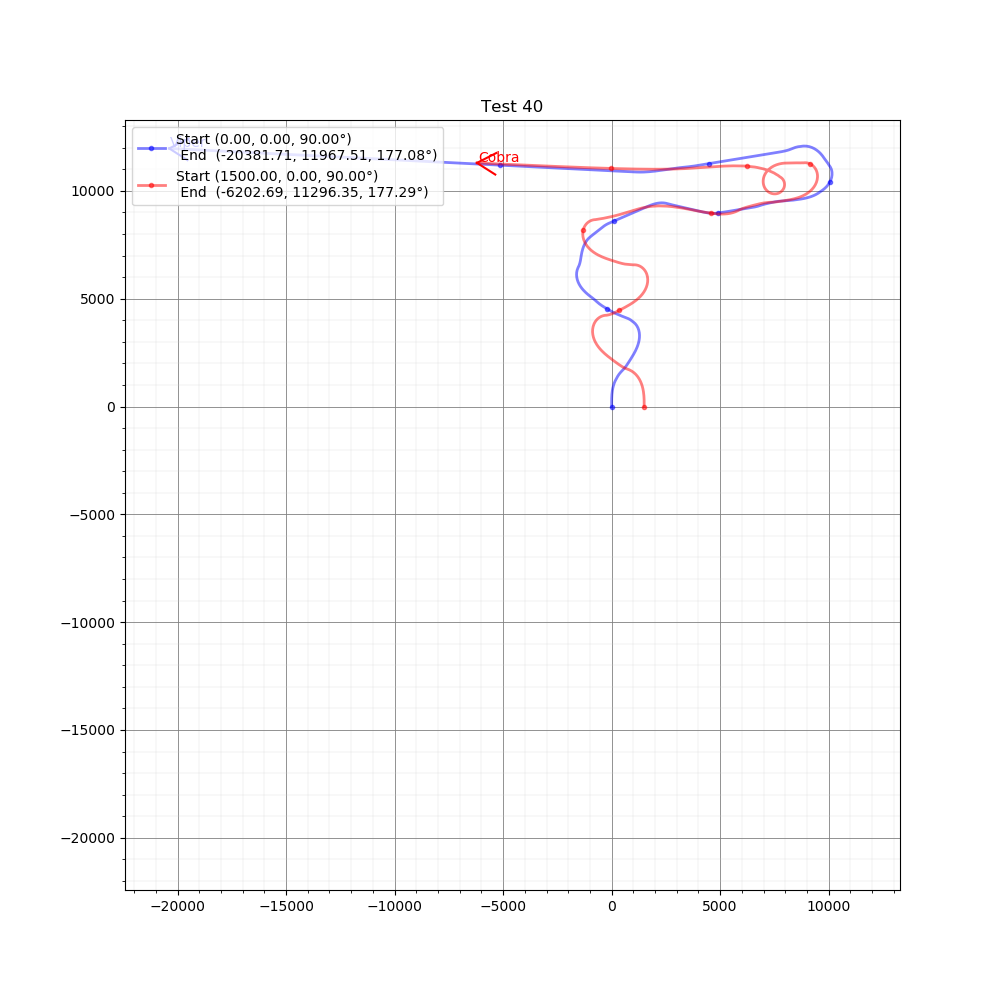 Test 40
Start (0.00, 0.00, 90.00°)
End (-20381.71, 11967.51, 177.08°)
Start (1500.00, 0.00, 90.00°)
End (-6202.69, 11296.35, 177.29°)
Cobra
10000
5000
0
−5000
−10000
−15000
−20000
−20000 −15000 −10000 −5000 0 5000 10000